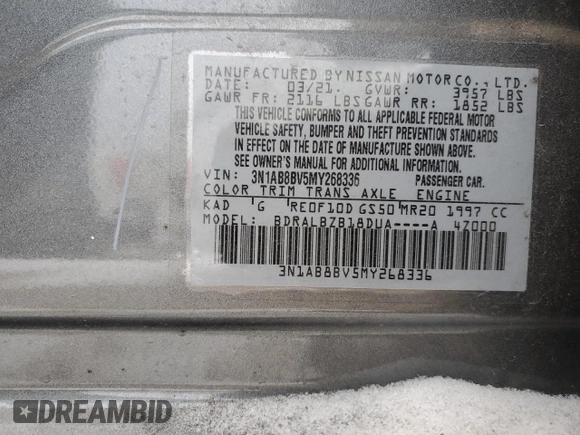 MANUFACTURED BY NISSAN MOTOR CO., LTD.
DATE: 03/21. GVWR: 3957 LBS
GAWR FR: 2116 LBS GAWR RR: 1852 LBS
THIS VEHICLE CONFORMS TO ALL APPLICABLE FEDERAL MOTOR
VEHICLE SAFETY, BUMPER AND THEFT PREVENTION STANDARDS
IN EFFECT ON THE DATE OF MANUFACTURE SHOWN ABOVE.
SEE OWNER'S MANUAL FOR ADDITIONAL INFORMATION.
VIN: 3N1AB8BV5MY268336 PASSENGER CAR.
COLOR TRIM TRANS AXLE ENGINE
KAD G RE0F10D GS50 MR20 1997 CC
MODEL: BDRALBZB18DUA----A 47000
3N1AB8BV5MY268336
DREAMBID